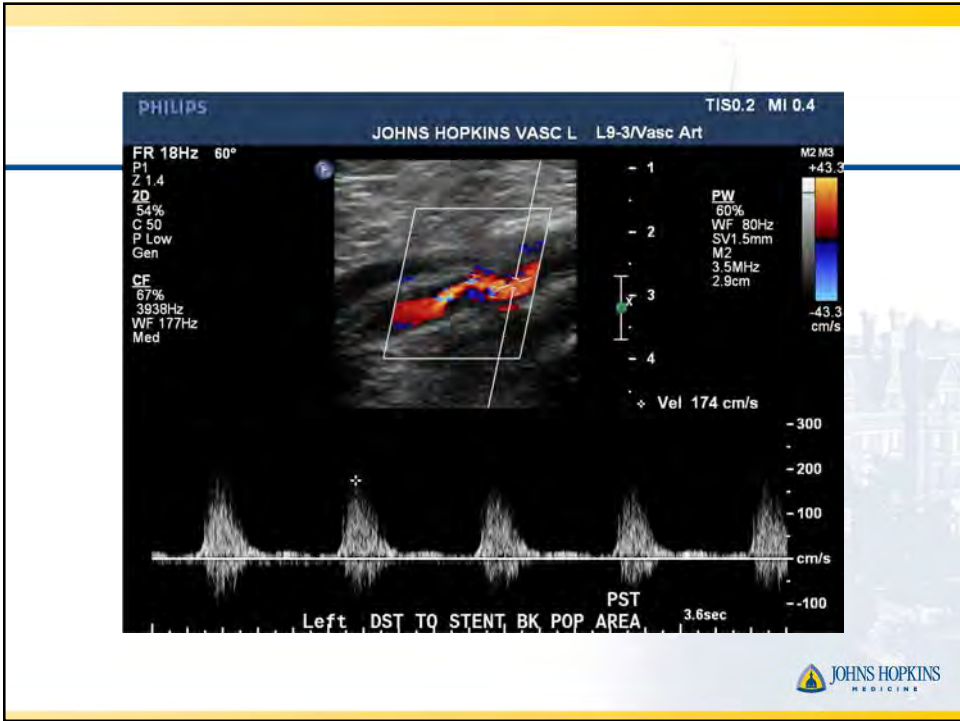 PHILIPS
TIS0.2 MI 0.4
JOHNS HOPKINS VASC L L9-3/Vasc Art
FR 18Hz 60°
P1
Z 1.4
2D
54%
C 50
P Low
Gen
CF
67%
3938Hz
WF 177Hz
Med
P
1
2
3
4
X
PW
60%
WF 80Hz
SV1.5mm
M2
3.5MHz
2.9cm
M2 M3
+43.3
-43.3
cm/s
Vel 174 cm/s
-300
-200
-100
cm/s
--100
PST
3.6sec
Left DST TO STENT BK POP AREA
JOHNS HOPKINS
MEDICINE